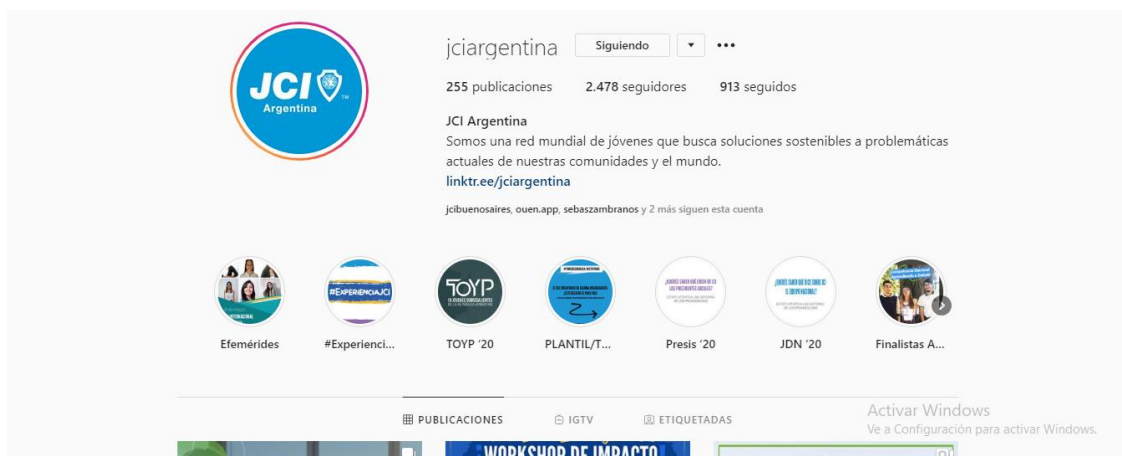 JCI
Argentina
jciargentina Siguiendo
255 publicaciones 2.478 seguidores 913 seguidos
JCI Argentina
Somos una red mundial de jóvenes que busca soluciones sostenibles a problemáticas
actuales de nuestras comunidades y el mundo.
linktr.ee/jciargentina
jcibuenosaires, ouen.app, sebaszambranos y 2 más siguen esta cuenta
#EXPERIENCIAJCI
TOYP
Efemérides #Experienci... TOYP '20 PLANTIL/T... Presis '20 JDN '20 Finalistas A...
PUBLICACIONES IGTV ETIQUETADAS
Activar Windows
Ve a Configuración para activar Windows.
WORKSHOP DE IMPACTO